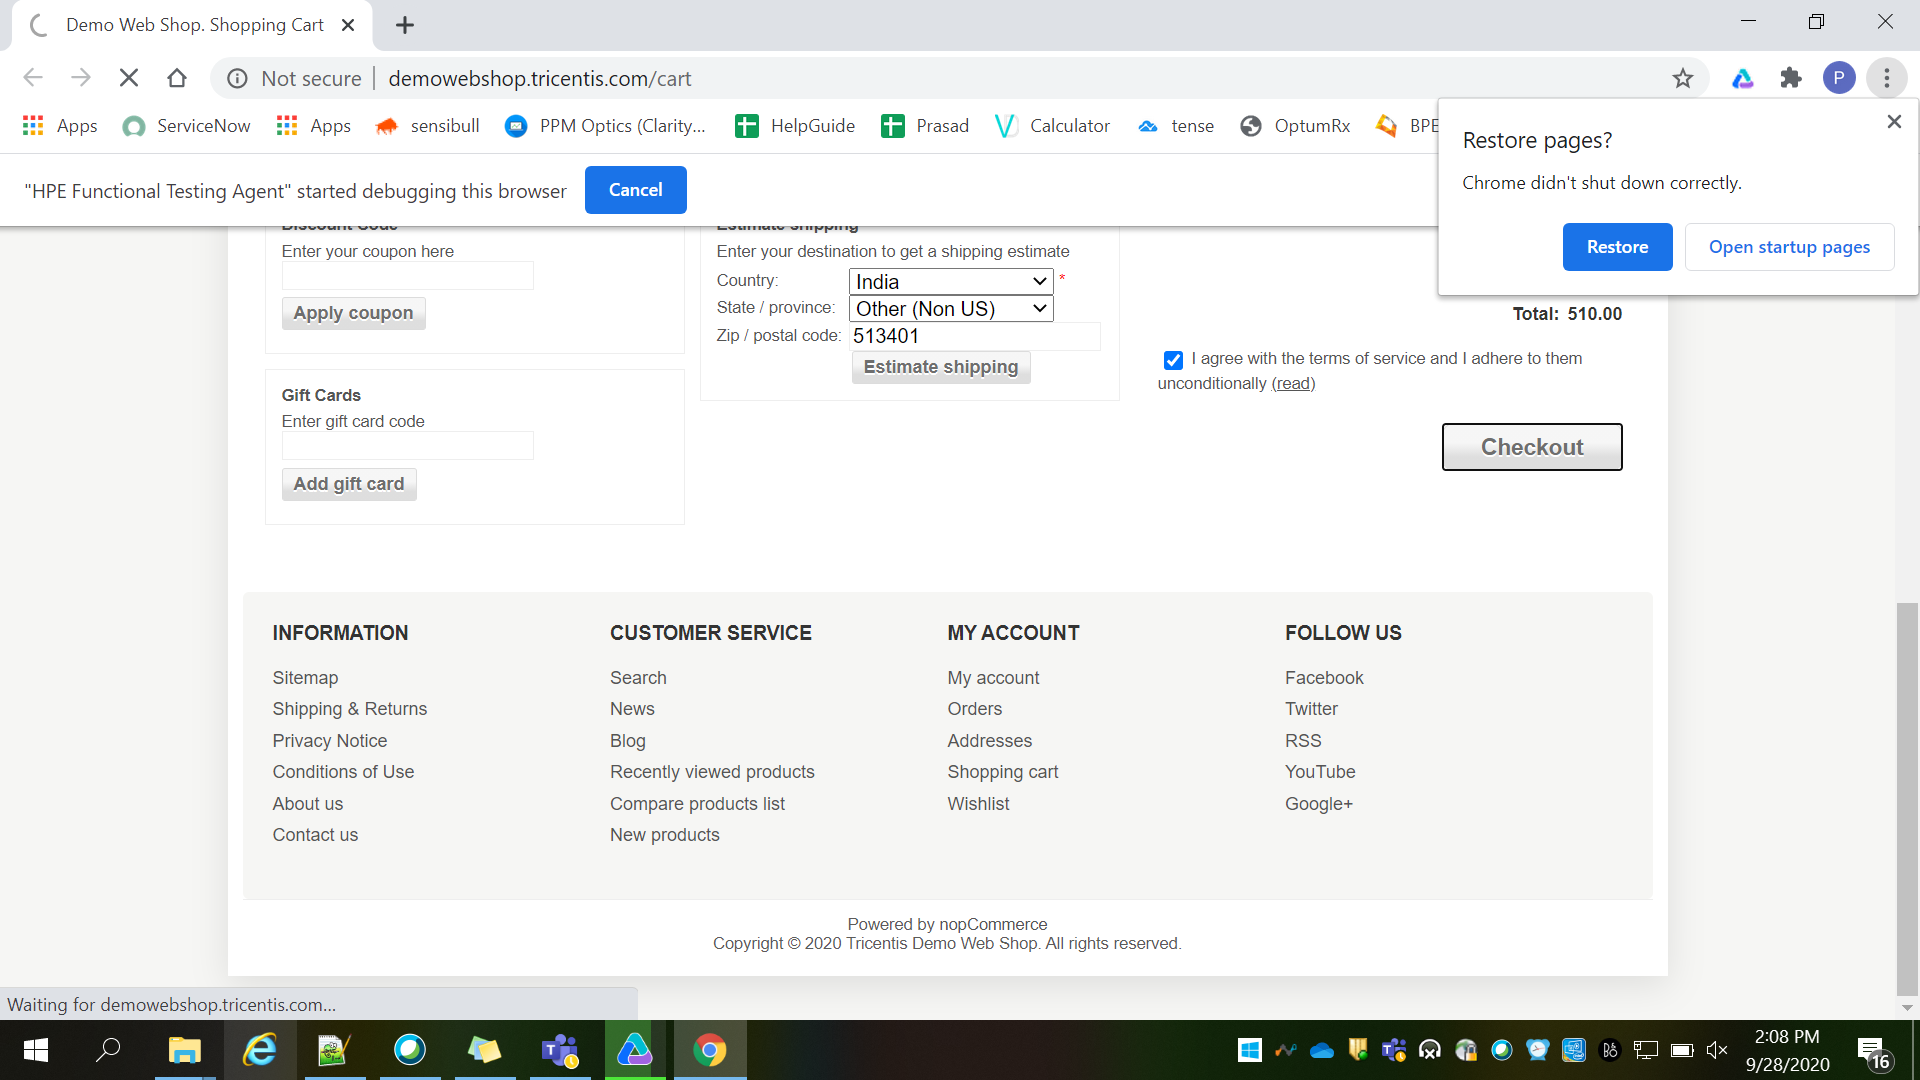 Demo Web Shop. Shopping Cart
Not secure
demowebshop.tricentis.com/cart
P
Apps
ServiceNow
Apps
sensibull
PPM Optics (Clarity...
HelpGuide
Prasad
Calculator
tense
OptumRx
BPE
"HPE Functional Testing Agent" started debugging this browser
Cancel
Restore pages?
Chrome didn't shut down correctly.
Restore
Open startup pages
Discount Code
Enter your coupon here
Apply coupon
Gift Cards
Enter gift card code
Add gift card
Estimate shipping
Enter your destination to get a shipping estimate
Country: India *
State / province: Other (Non US)
Zip / postal code: 513401
Estimate shipping
Total: 510.00
I agree with the terms of service and I adhere to them
unconditionally (read)
Checkout
INFORMATION
Sitemap
Shipping & Returns
Privacy Notice
Conditions of Use
About us
Contact us
CUSTOMER SERVICE
Search
News
Blog
Recently viewed products
Compare products list
New products
MY ACCOUNT
My account
Orders
Addresses
Shopping cart
Wishlist
FOLLOW US
Facebook
Twitter
RSS
YouTube
Google+
Powered by nopCommerce
Copyright © 2020 Tricentis Demo Web Shop. All rights reserved.
Waiting for demowebshop.tricentis.com...
2:08 PM
9/28/2020
16